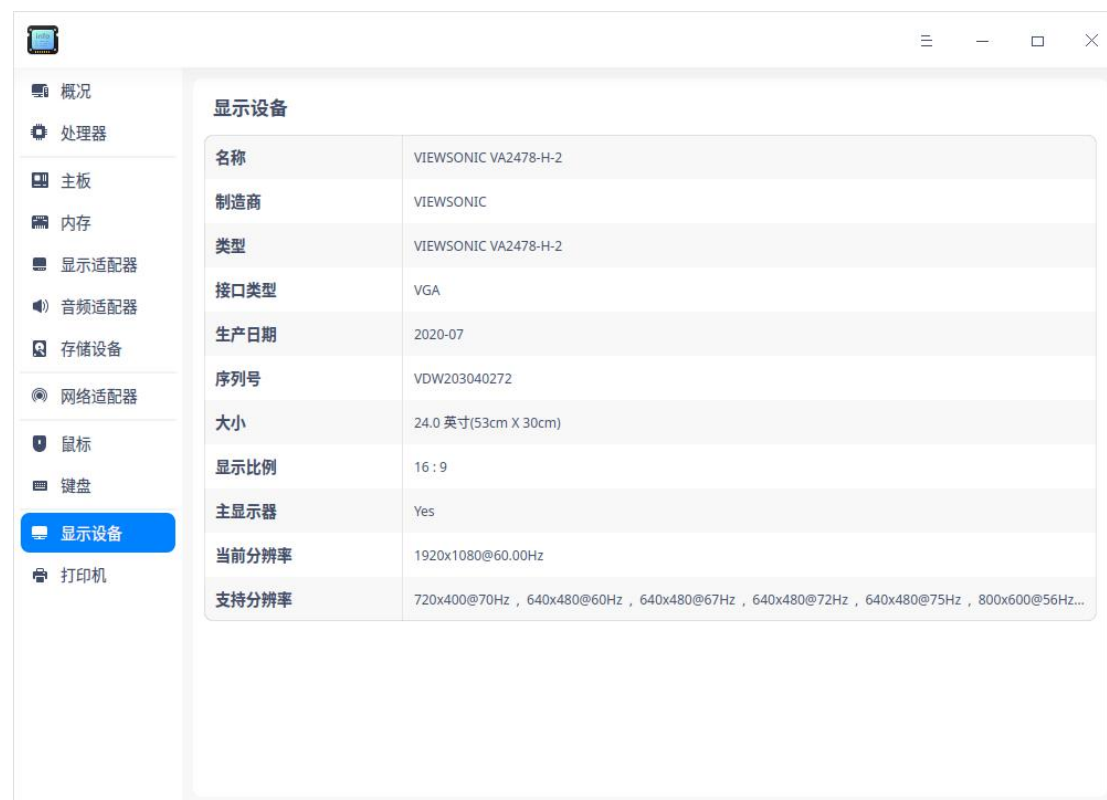 概况
处理器
主板
内存
显示适配器
音频适配器
存储设备
网络适配器
鼠标
键盘
显示设备
打印机
显示设备
名称 VIEWSONIC VA2478-H-2
制造商 VIEWSONIC
类型 VIEWSONIC VA2478-H-2
接口类型 VGA
生产日期 2020-07
序列号 VDW203040272
大小 24.0 英寸(53cm X 30cm)
显示比例 16 : 9
主显示器 Yes
当前分辨率 1920x1080@60.00Hz
支持分辨率 720x400@70Hz , 640x480@60Hz , 640x480@67Hz , 640x480@72Hz , 640x480@75Hz , 800x600@56Hz...